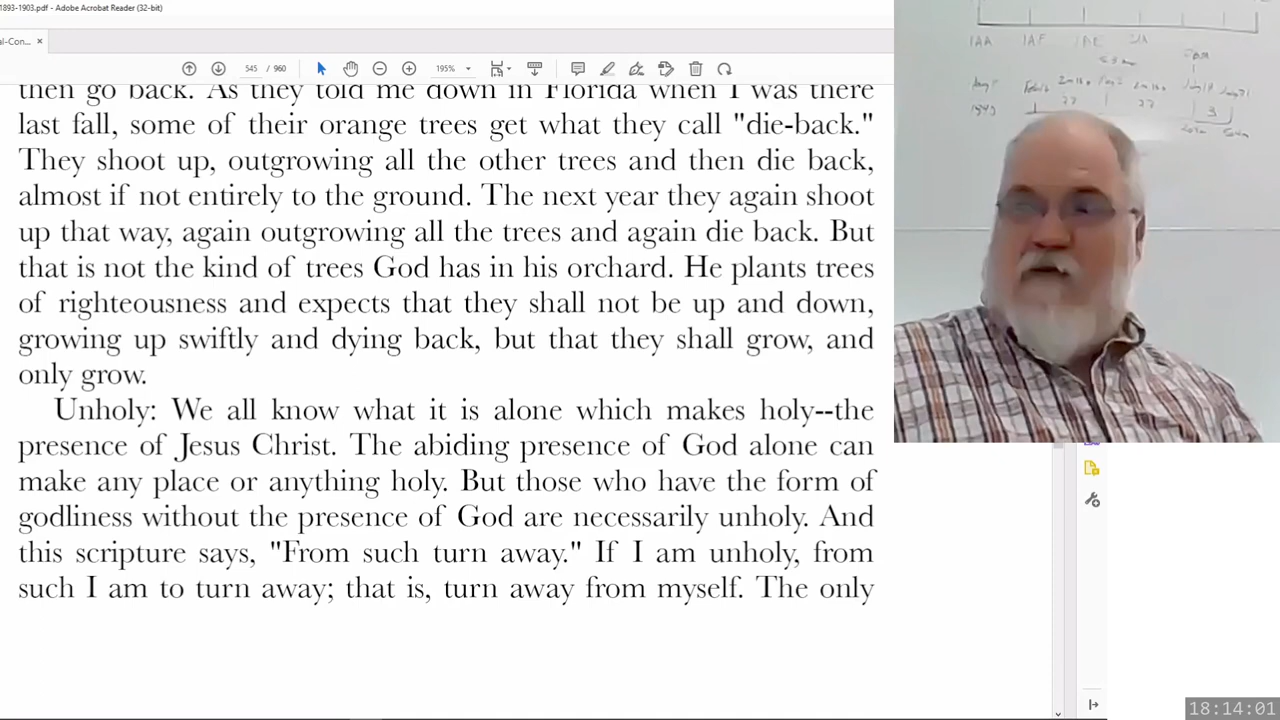 1893-1903.pdf - Adobe Acrobat Reader (32-bit)
al-Con... ×
545 / 960
195%
then go back. As they told me down in Florida when I was there
last fall, some of their orange trees get what they call "die-back."
They shoot up, outgrowing all the other trees and then die back,
almost if not entirely to the ground. The next year they again shoot
up that way, again outgrowing all the trees and again die back. But
that is not the kind of trees God has in his orchard. He plants trees
of righteousness and expects that they shall not be up and down,
growing up swiftly and dying back, but that they shall grow, and
only grow.
Unholy: We all know what it is alone which makes holy--the
presence of Jesus Christ. The abiding presence of God alone can
make any place or anything holy. But those who have the form of
godliness without the presence of God are necessarily unholy. And
this scripture says, "From such turn away." If I am unholy, from
such I am to turn away; that is, turn away from myself. The only
1AA 1AF
27 27 3
18:14:01